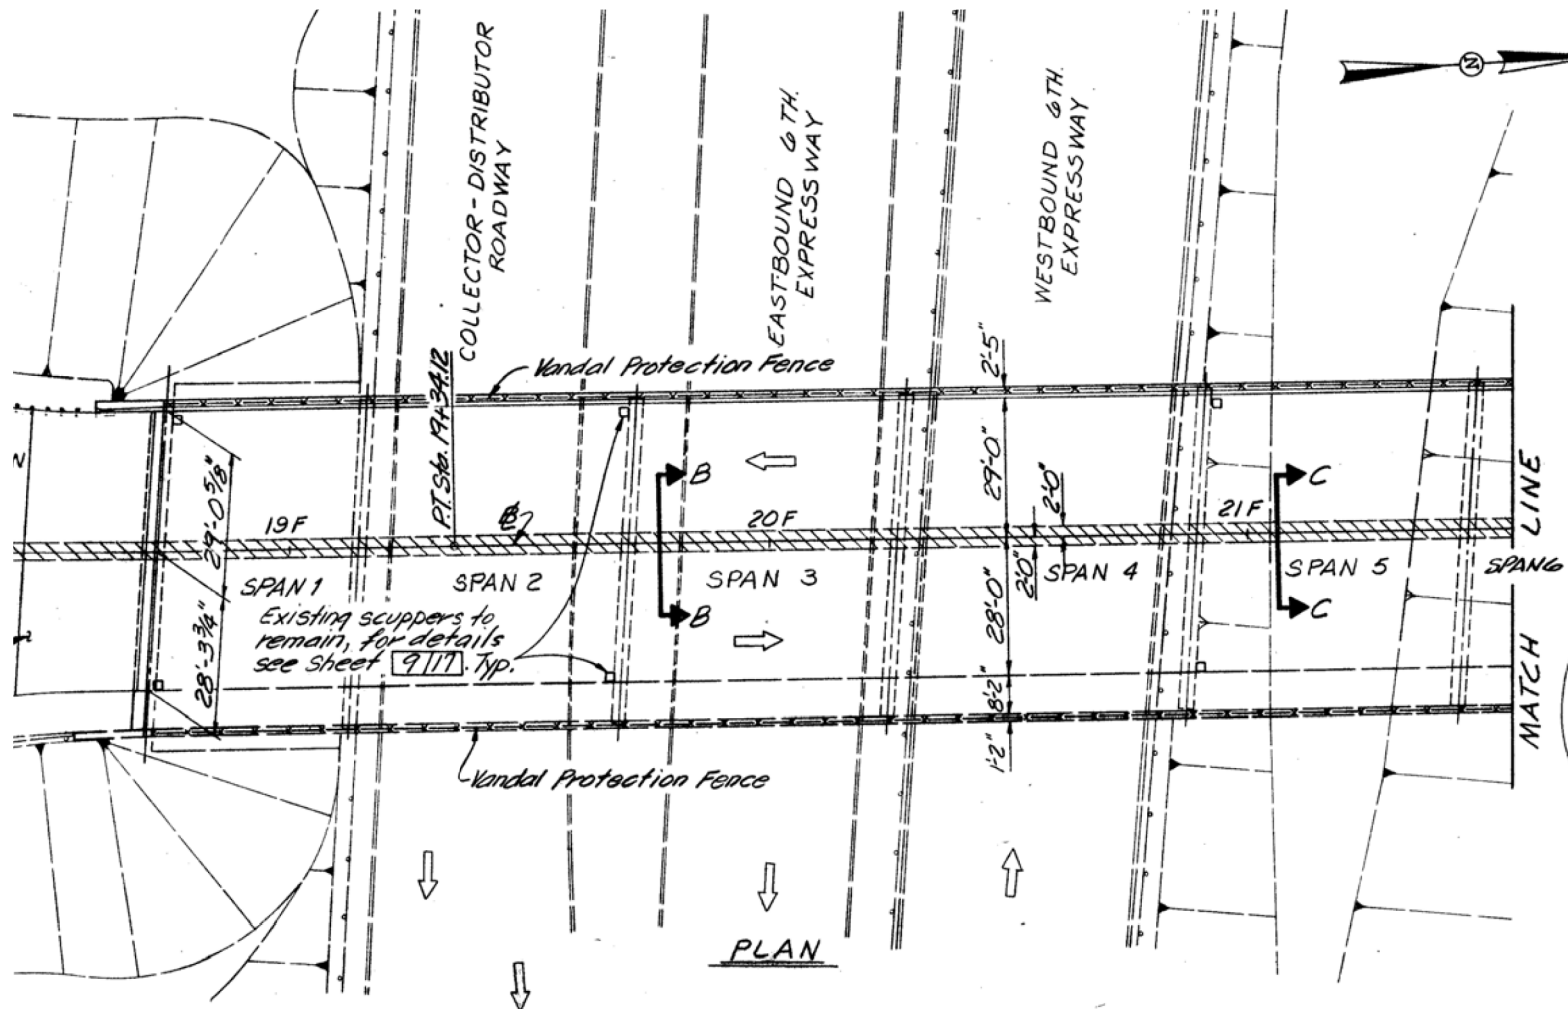 COLLECTOR-DISTRIBUTOR
ROADWAY
EASTBOUND 6TH.
EXPRESSWAY
WESTBOUND 6TH.
EXPRESSWAY
N
Vandal Protection Fence
P.T. Sta. 19+34.12
2'-5"
29'-0"
2'-0"
2'-0"
28'-0"
8'-2"
1'-2"
29'-0 5/8"
28'-3 3/4"
B
B
C
C
19F
20F
21F
SPAN 1
SPAN 2
SPAN 3
SPAN 4
SPAN 5
SPAN 6
Existing scuppers to
remain, for details
see Sheet 9/17. Typ.
Vandal Protection Fence
MATCH LINE
PLAN